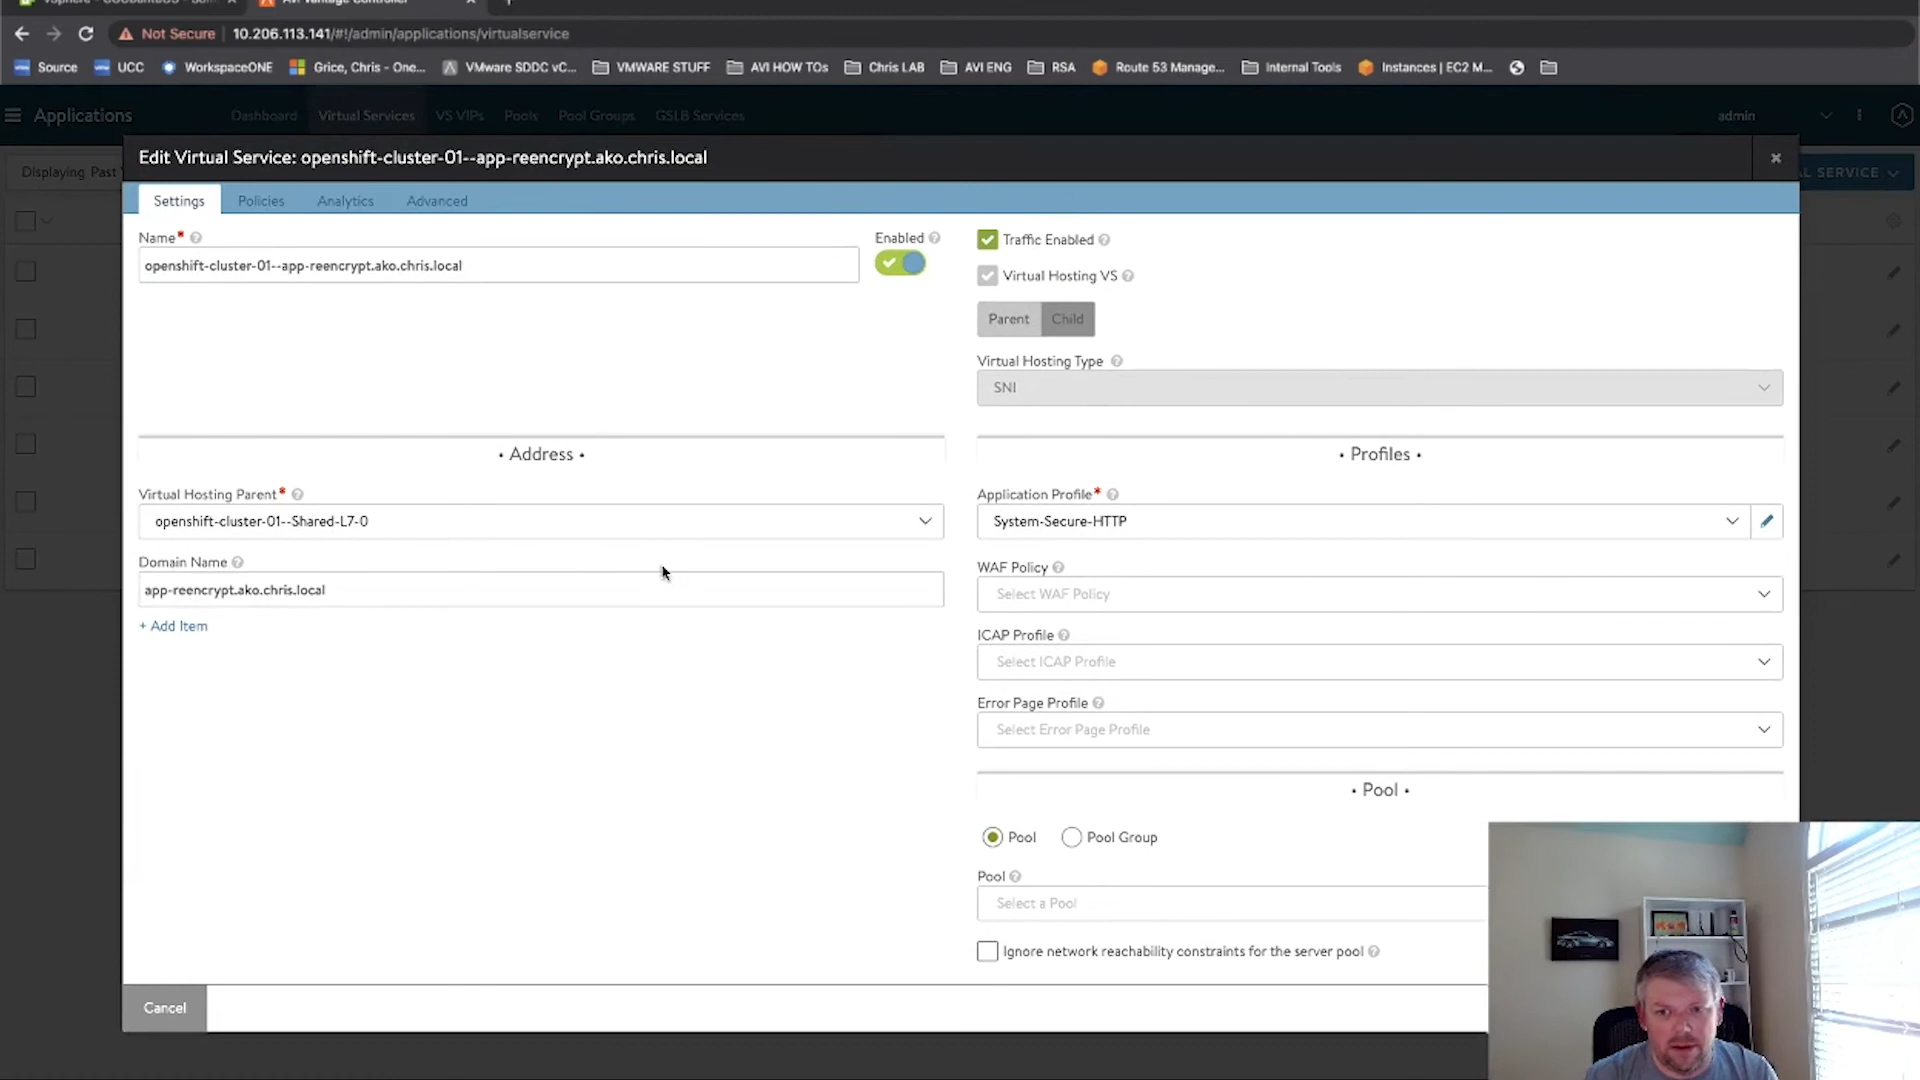 Not Secure 10.206.113.141/#!/admin/applications/virtualservice
Source UCC WorkspaceONE Grice, Chris - One... VMware SDDC vC... VMWARE STUFF AVI HOW TOs Chris LAB AVI ENG RSA Route 53 Manage... Internal Tools Instances | EC2 M...
Applications Dashboard Virtual Services VS VIPs Pools Pool Groups GSLB Services admin
Edit Virtual Service: openshift-cluster-01--app-reencrypt.ako.chris.local
Displaying Past
SERVICE
Settings Policies Analytics Advanced
Name*
Enabled
openshift-cluster-01--app-reencrypt.ako.chris.local
Traffic Enabled
Virtual Hosting VS
Parent Child
Virtual Hosting Type
SNI
• Address •
Virtual Hosting Parent*
openshift-cluster-01--Shared-L7-0
Domain Name
app-reencrypt.ako.chris.local
+ Add Item
• Profiles •
Application Profile*
System-Secure-HTTP
WAF Policy
Select WAF Policy
ICAP Profile
Select ICAP Profile
Error Page Profile
Select Error Page Profile
• Pool •
Pool Pool Group
Pool
Select a Pool
Ignore network reachability constraints for the server pool
Cancel